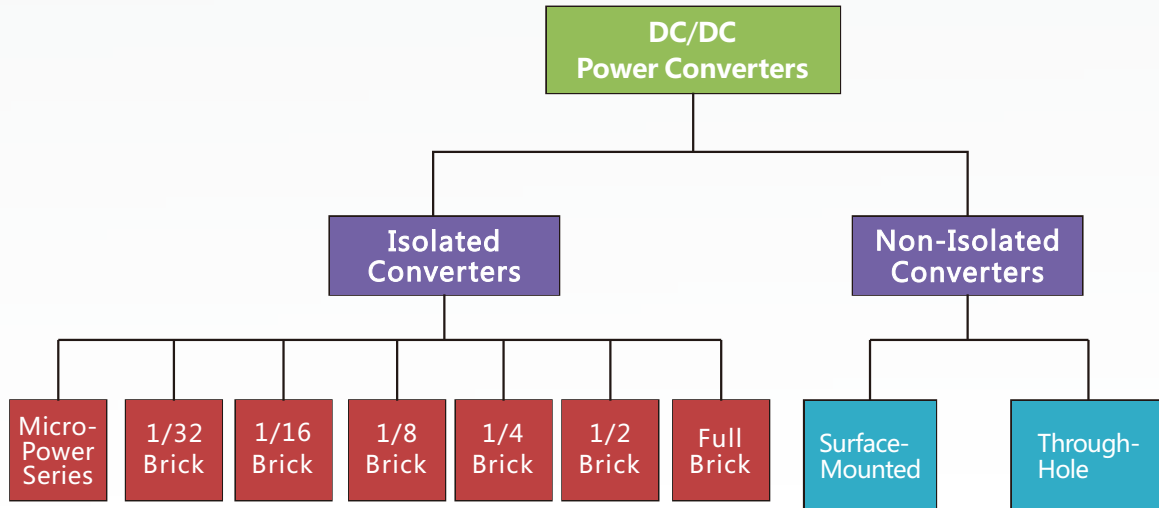 DC/DC
Power Converters
Isolated
Converters
Non-Isolated
Converters
Micro-
Power
Series
1/32
Brick
1/16
Brick
1/8
Brick
1/4
Brick
1/2
Brick
Full
Brick
Surface-
Mounted
Through-
Hole